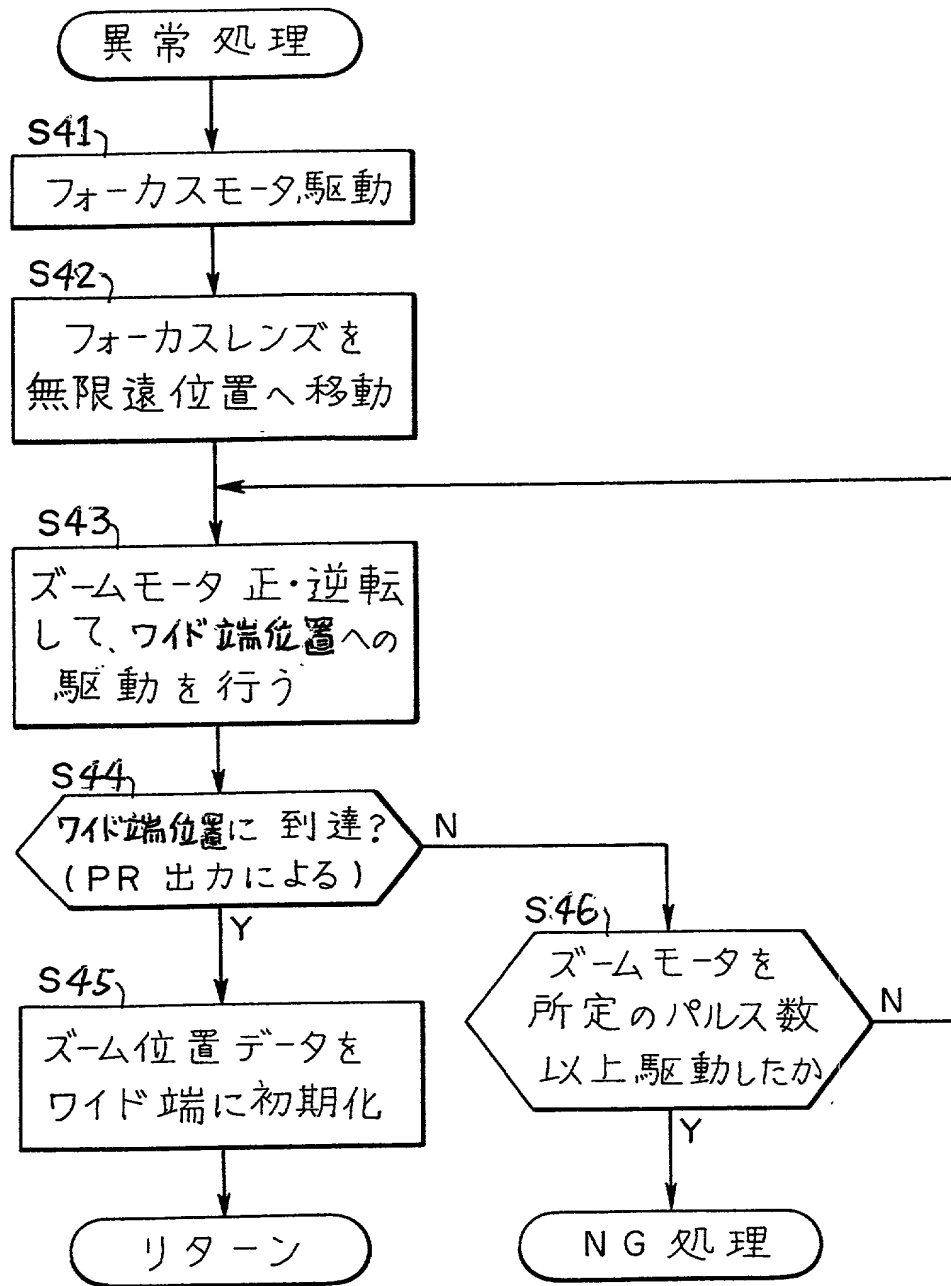 異常処理
S41
フォーカスモータ駆動
S42
フォーカスレンズを
無限遠位置へ移動
S43
ズームモータ 正・逆転
して、ワイド端位置への
駆動を行う
S44
ワイド端位置に 到達?
(PR 出力による)
N
Y
S45
ズーム位置データを
ワイド端に初期化
リターン
S46
ズームモータを
所定のパルス数
以上駆動したか
N
Y
NG 処理